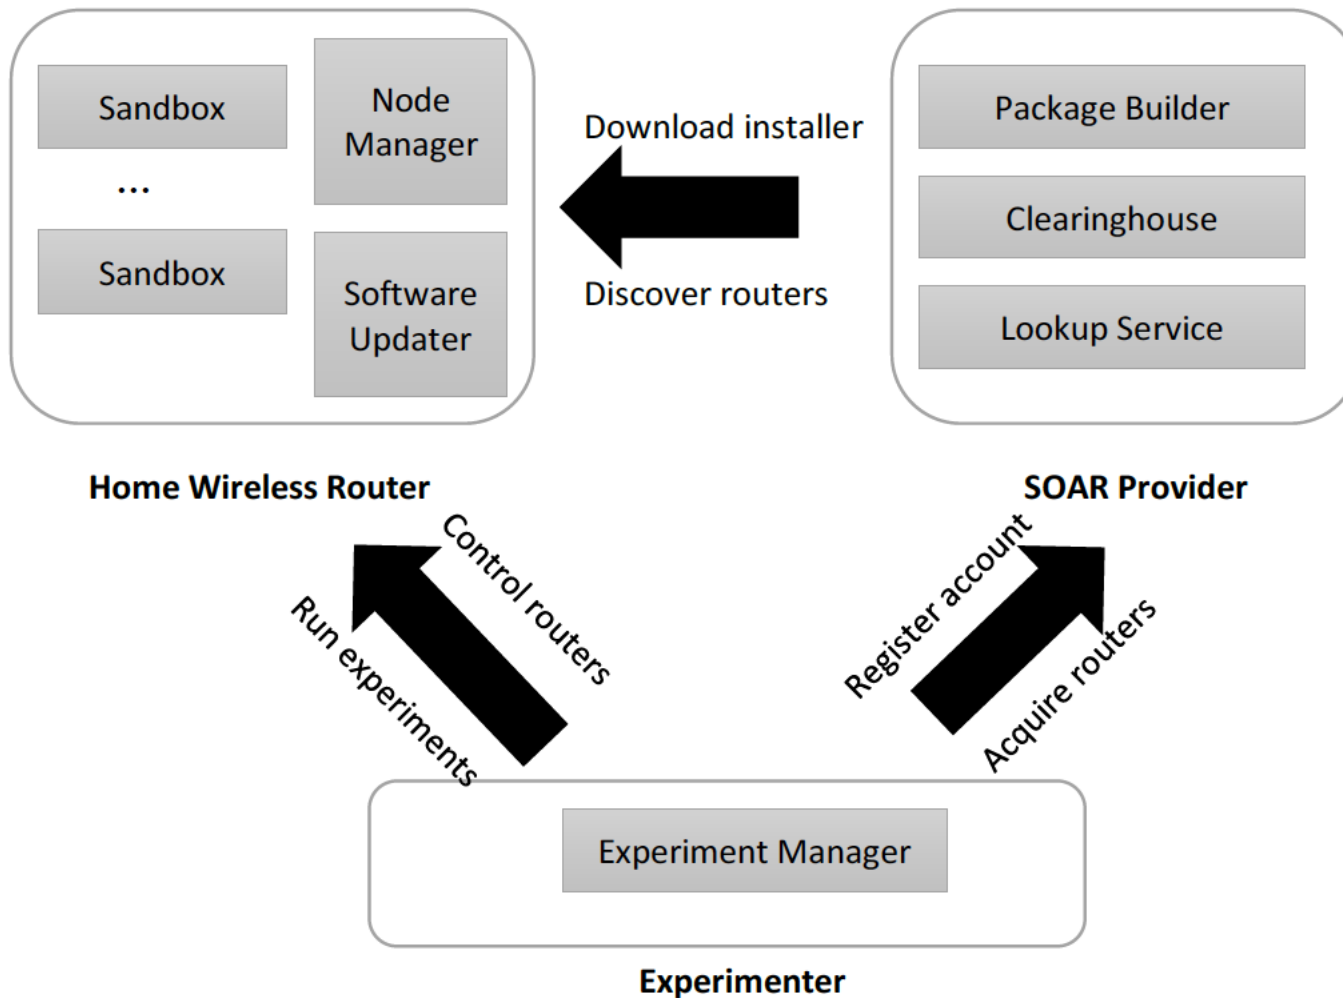 Sandbox
...
Sandbox
Node
Manager
Software
Updater
Home Wireless Router
Download installer
Discover routers
Package Builder
Clearinghouse
Lookup Service
SOAR Provider
Control routers
Run experiments
Register account
Acquire routers
Experiment Manager
Experimenter